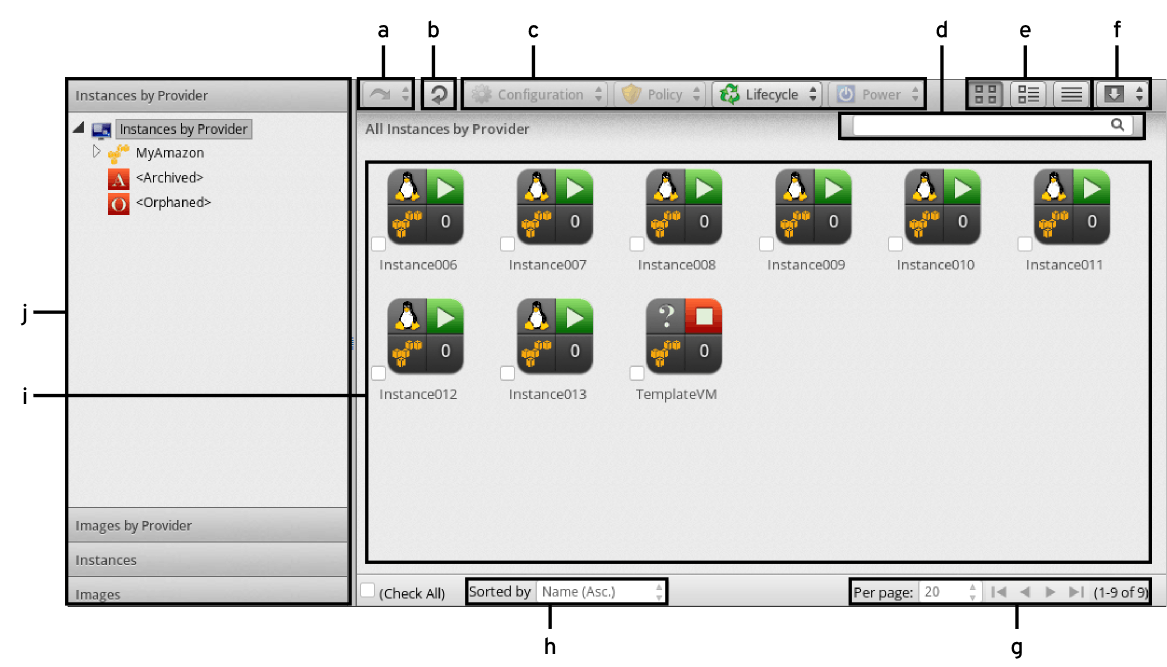 a b c d e f
Instances by Provider
Configuration Policy Lifecycle Power
Instances by Provider
MyAmazon
A <Archived>
O <Orphaned>
All Instances by Provider
0 0 0 0 0 0
Instance006 Instance007 Instance008 Instance009 Instance010 Instance011
? 
0 0 0
Instance012 Instance013 TemplateVM
j
i
Images by Provider
Instances
Images
(Check All) Sorted by Name (Asc.) Per page: 20 (1-9 of 9)
h g